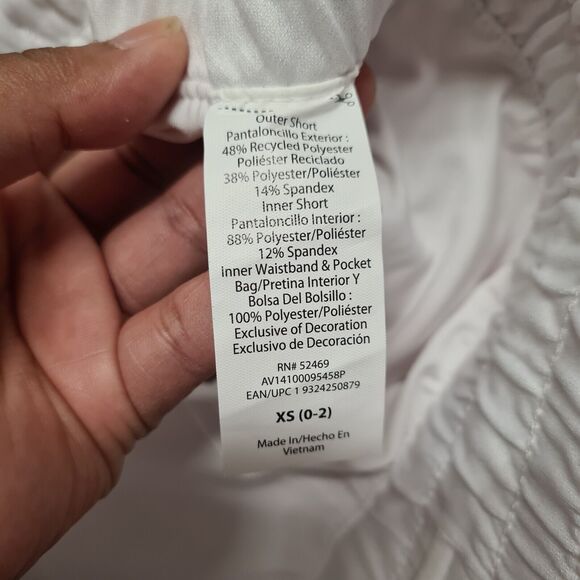 Outer Short
Pantaloncillo Exterior :
48% Recycled Polyester
Poliéster Reciclado
38% Polyester/Poliéster
14% Spandex
Inner Short
Pantaloncillo Interior :
88% Polyester/Poliéster
12% Spandex
Inner Waistband & Pocket
Bag/Pretina Interior Y
Bolsa Del Bolsillo :
100% Polyester/Poliéster
Exclusive of Decoration
Exclusivo de Decoración
RN# 52469
AV14100095458P
EAN/UPC 1 9324250879
XS (0-2)
Made In/Hecho En
Vietnam